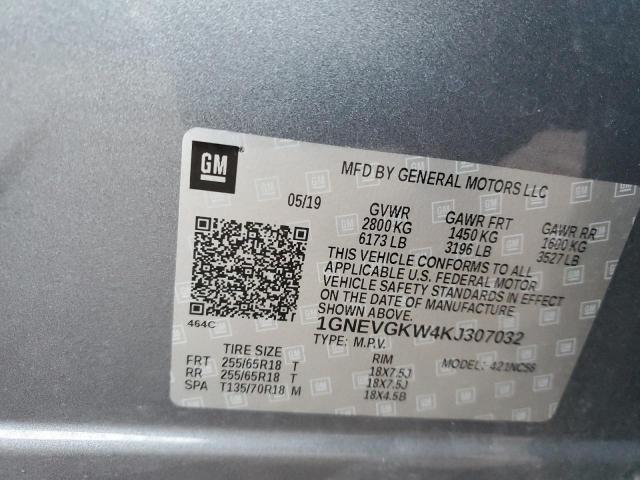 GM
MFD BY GENERAL MOTORS LLC
05/19
GVWR GAWR FRT GAWR RR
2800 KG 1450 KG 1600 KG
6173 LB 3196 LB 3527 LB
THIS VEHICLE CONFORMS TO ALL
APPLICABLE U.S. FEDERAL MOTOR
VEHICLE SAFETY STANDARDS IN EFFECT
ON THE DATE OF MANUFACTURE
SHOWN ABOVE.
464C
1GNEVGKW4KJ307032
TYPE: M.P.V. MODEL: 421NC56
TIRE SIZE RIM
FRT 255/65R18 T 18X7.5J
RR 255/65R18 T 18X7.5J
SPA T135/70R18 M 18X4.5B